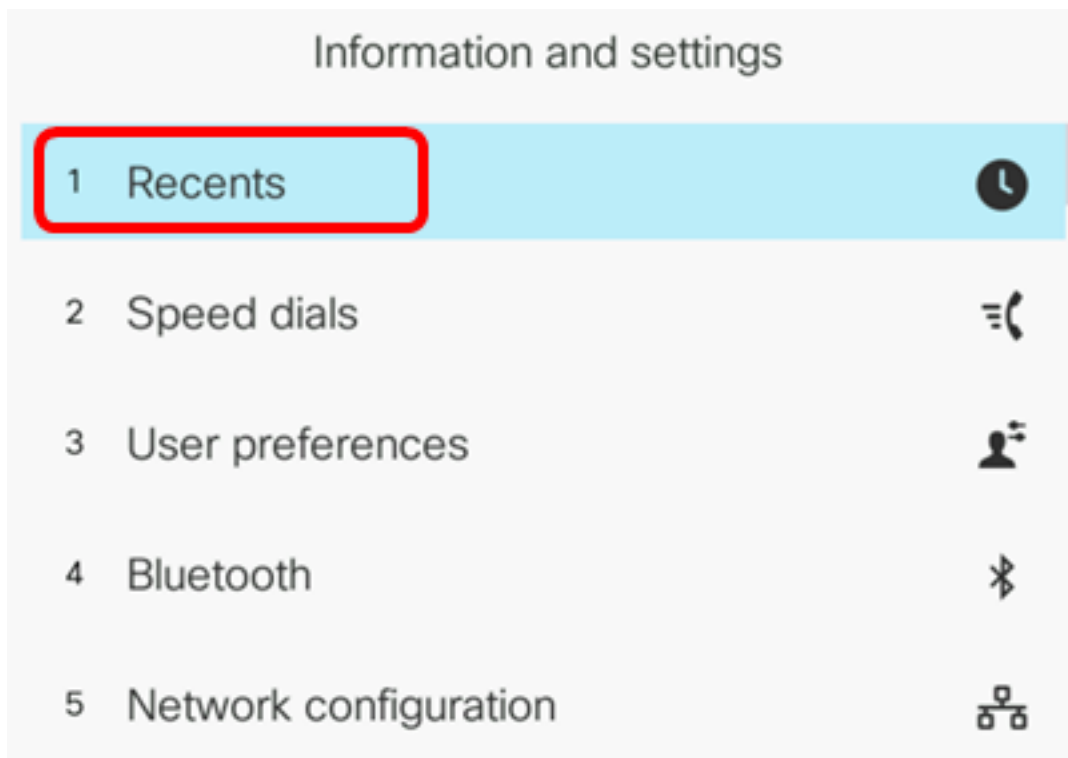 Information and settings
1 Recents
2 Speed dials
3 User preferences
4 Bluetooth
5 Network configuration